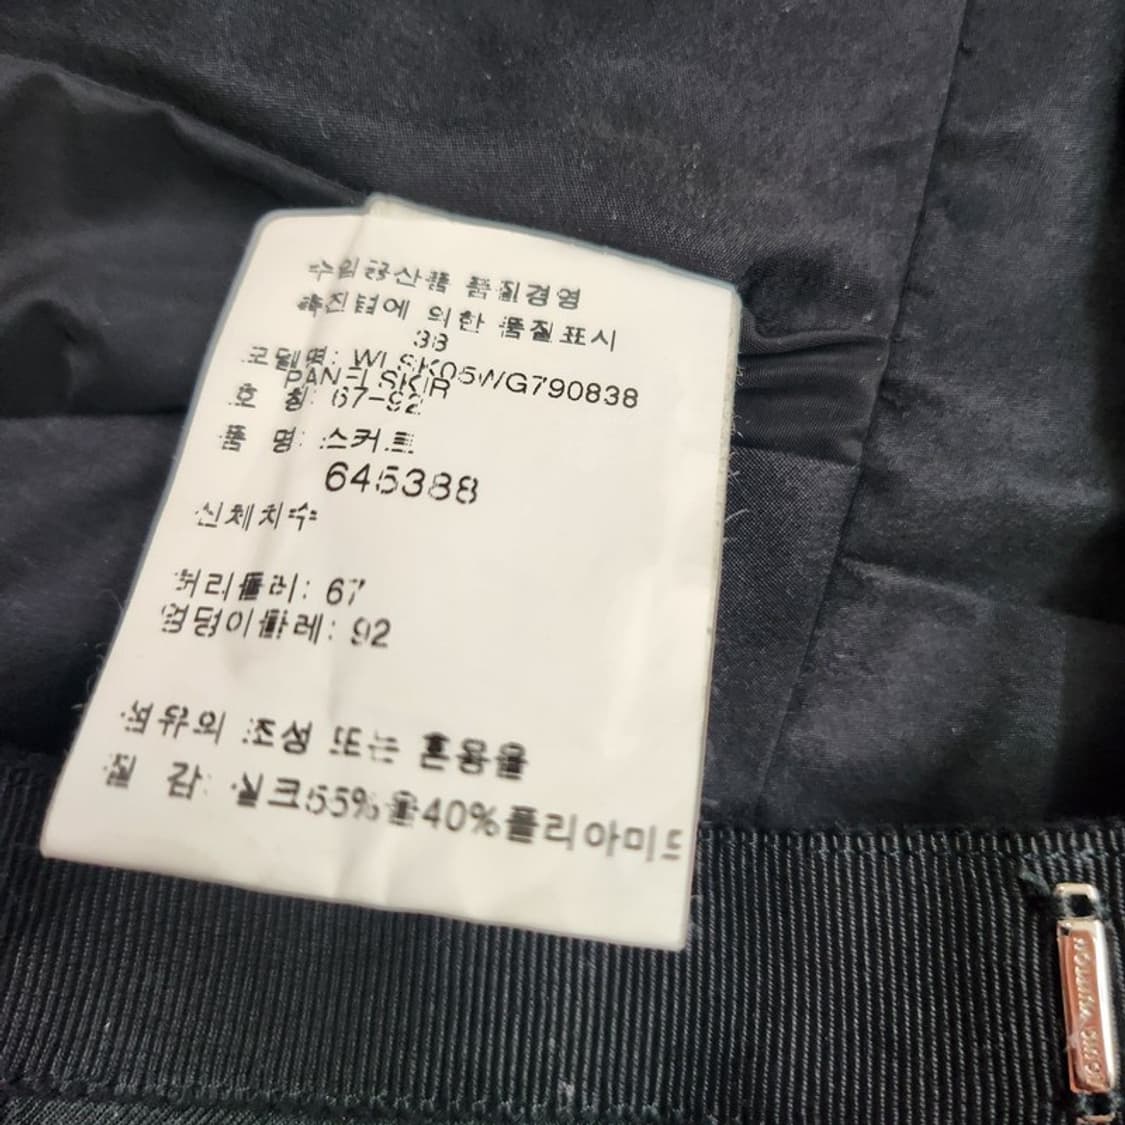 수입공산품 품질경영
촉진법에 의한 품질표시
38
모델명: WLSK05WG790838
PANEL SKIR
호 칭: 67-92
품 명: 스커트
645388
신체치수
허리둘레: 67
엉덩이둘레: 92
섬유의 조성 또는 혼용율
질 감: 실크55%울40%폴리아미드
LOUIS VUITTON